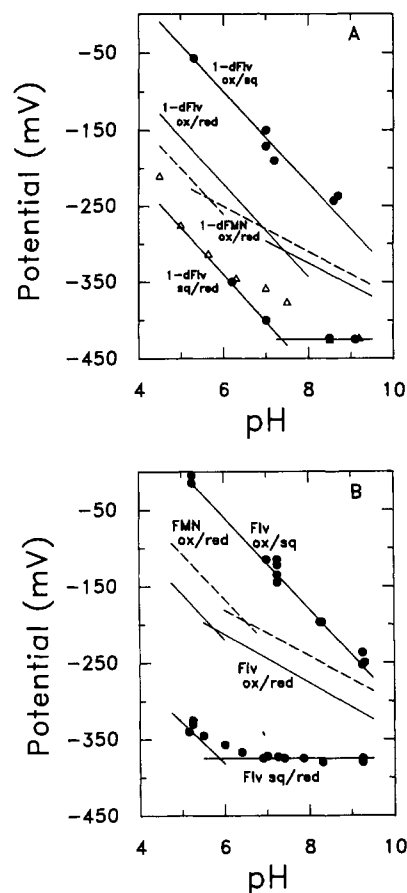 A
-50
-150
-250
-350
-450
Potential (mV)
1-dFlv
ox/sq
1-dFlv
ox/red
1-dFMN
ox/red
1-dFlv
sq/red
4
6
8
10
pH
B
-50
-150
-250
-350
-450
Potential (mV)
FMN
ox/red
Flv
ox/sq
Flv
ox/red
Flv sq/red
4
6
8
10
pH